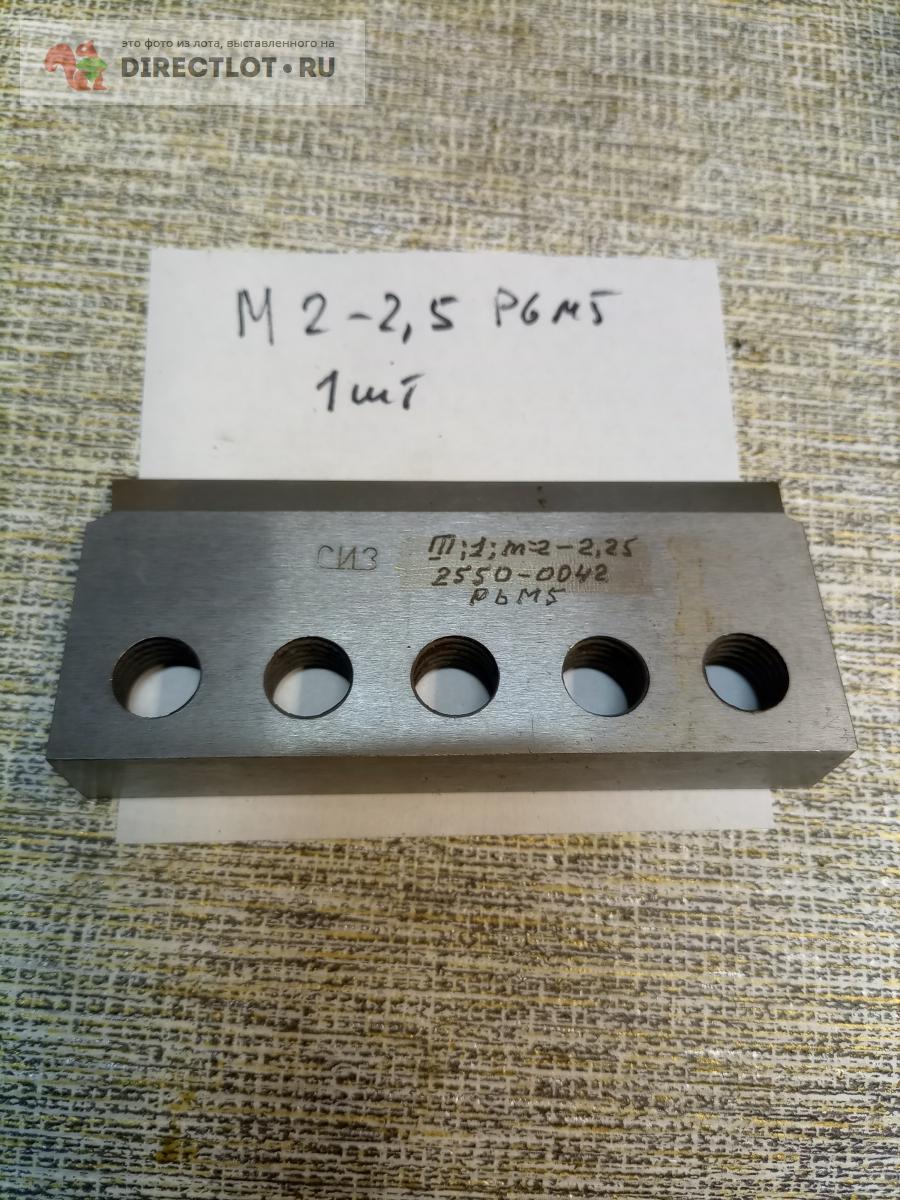 это фото из лота, выставленного на
DIRECTLOT•RU
М 2-2,5 Р6М5
1шт
СИЗ
III;1;m=2-2,25
2550-0042
Р6М5